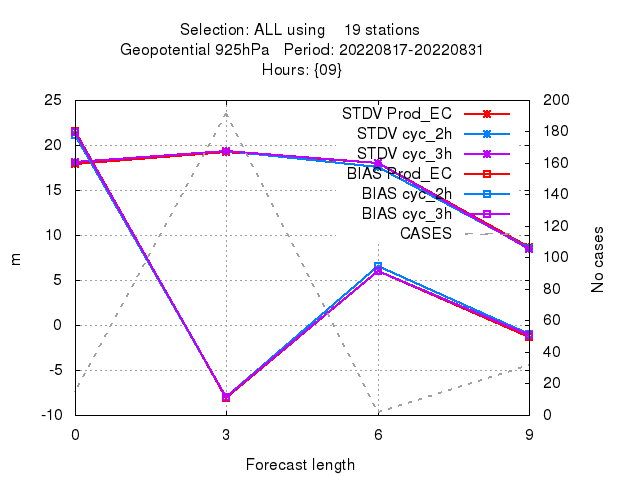 Selection: ALL using 19 stations
Geopotential 925hPa Period: 20220817-20220831
Hours: {09}
25 200
20 180
15 160
10 140
5 120
0 100
-5 80
-10 60
40
20
0
STDV Prod_EC
STDV cyc_2h
STDV cyc_3h
BIAS Prod_EC
BIAS cyc_2h
BIAS cyc_3h
CASES
m
No cases
0 3 6 9
Forecast length